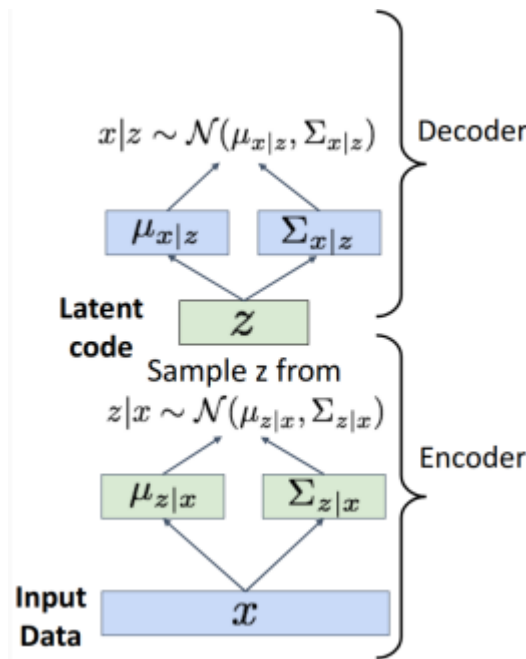 x|z ∼ 𝒩(μ_{x|z}, Σ_{x|z})
Decoder
μ_{x|z}
Σ_{x|z}
Latent
code
z
Sample z from
z|x ∼ 𝒩(μ_{z|x}, Σ_{z|x})
Encoder
μ_{z|x}
Σ_{z|x}
Input
Data
x